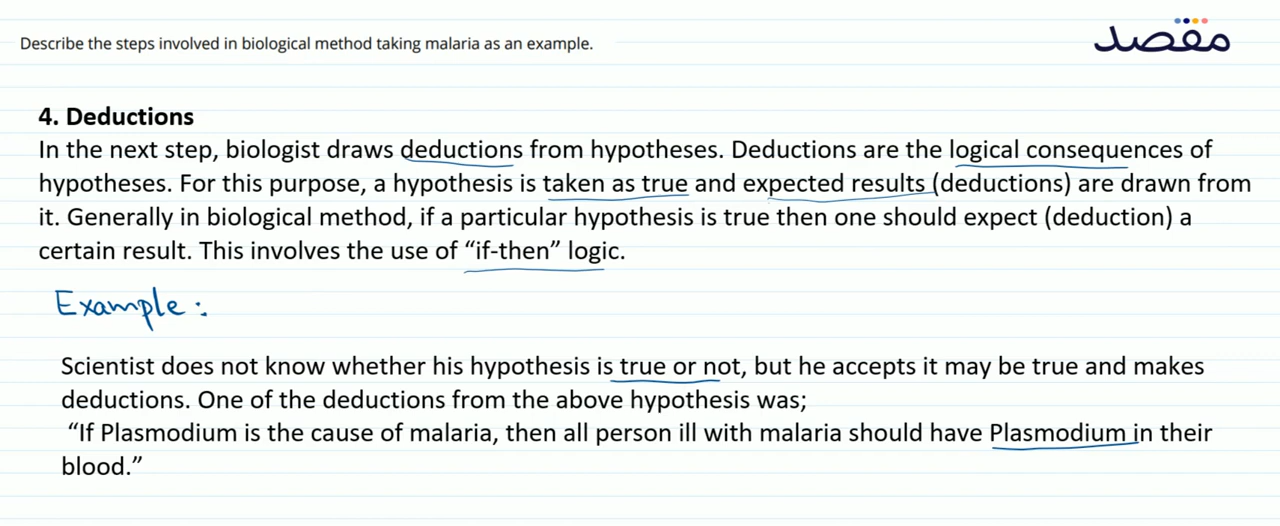 Describe the steps involved in biological method taking malaria as an example.
مقصد
4. Deductions
In the next step, biologist draws deductions from hypotheses. Deductions are the logical consequences of
hypotheses. For this purpose, a hypothesis is taken as true and expected results (deductions) are drawn from
it. Generally in biological method, if a particular hypothesis is true then one should expect (deduction) a
certain result. This involves the use of “if-then” logic.
Example :
Scientist does not know whether his hypothesis is true or not, but he accepts it may be true and makes
deductions. One of the deductions from the above hypothesis was;
“If Plasmodium is the cause of malaria, then all person ill with malaria should have Plasmodium in their
blood.”